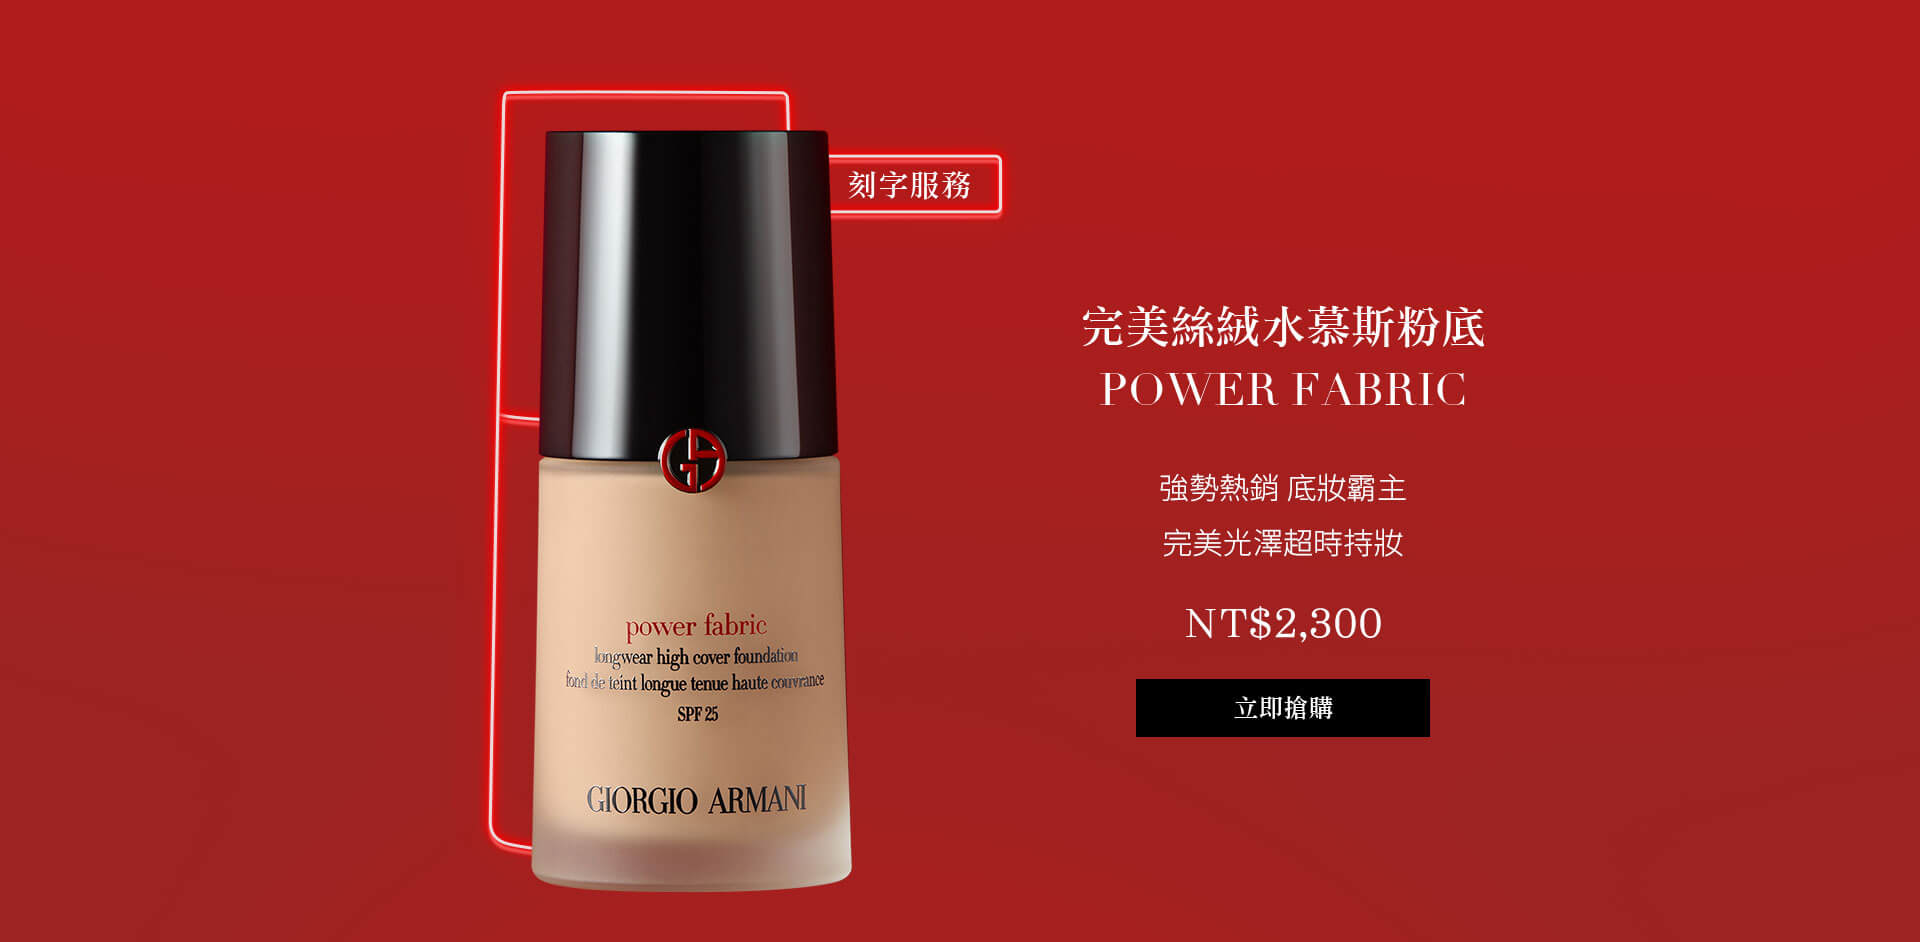 刻字服務
完美絲絨水慕斯粉底
POWER FABRIC
強勢熱銷 底妝霸主
完美光澤超時持妝
NT$2,300
立即搶購
power fabric
longwear high cover foundation
fond de teint longue tenue haute couvrance
SPF 25
GIORGIO ARMANI